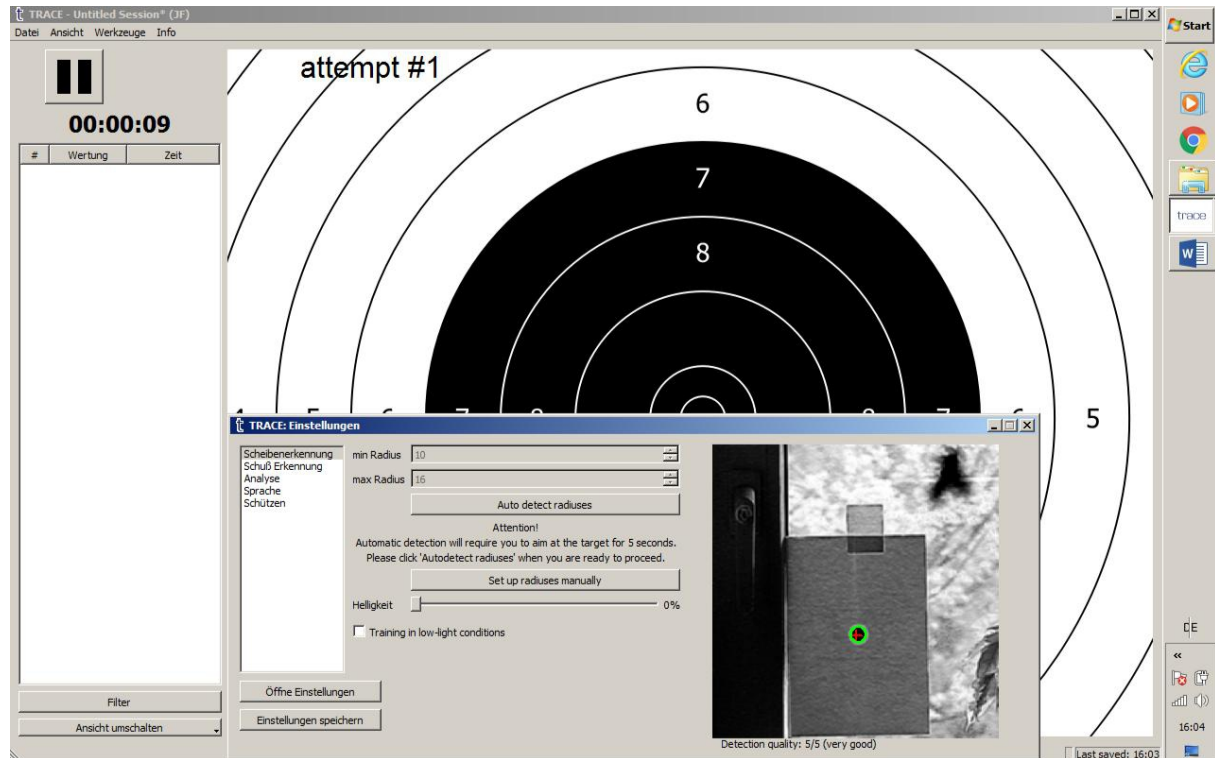 TRACE - Untitled Session* (JF)
Datei Ansicht Werkzeuge Info
attempt #1
00:00:09
# Wertung Zeit
6
7
8
5
TRACE: Einstellungen
Scheibenerkennung
Schuß Erkennung
Analyse
Sprache
Schützen
min Radius 10
max Radius 16
Auto detect radiuses
Attention!
Automatic detection will require you to aim at the target for 5 seconds.
Please click 'Autodetect radiuses' when you are ready to proceed.
Set up radiuses manually
Helligkeit 0%
Training in low-light conditions
Öffne Einstellungen
Einstellungen speichern
Detection quality: 5/5 (very good)
Filter
Ansicht umschalten
Last saved: 16:03
Start
trace
W
DE
«
16:04